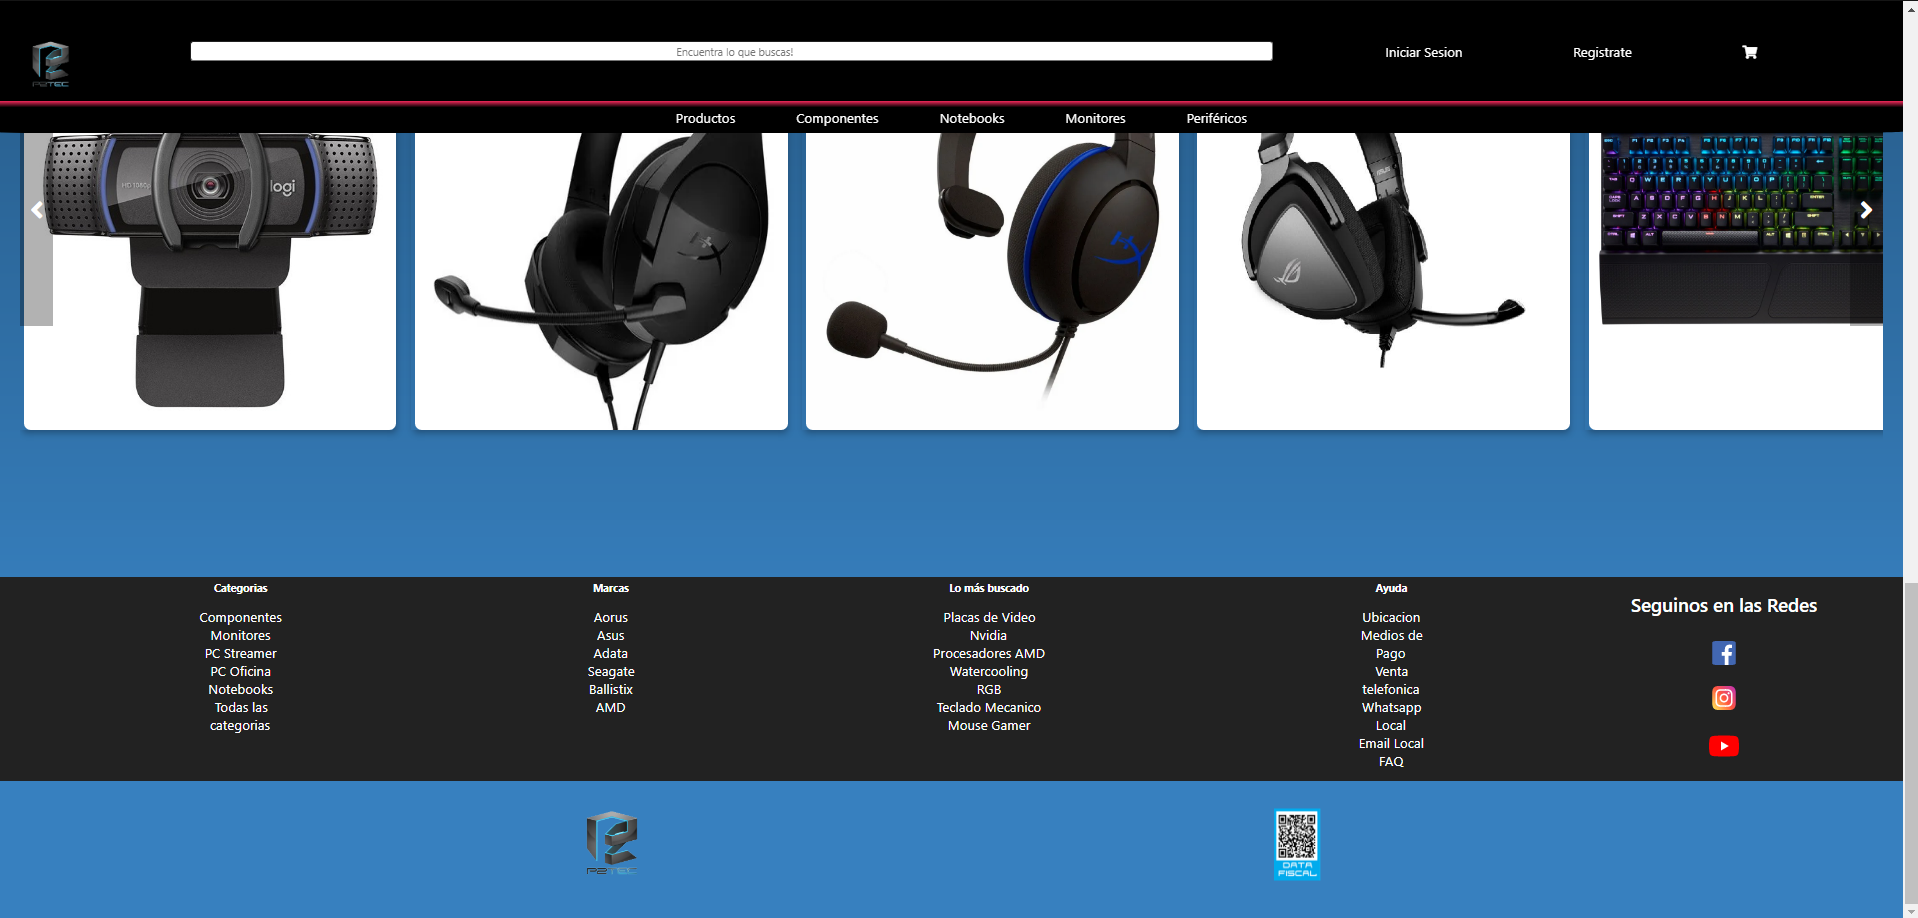 P2TEC
Encuentra lo que buscas!
Iniciar Sesion
Registrate
Productos
Componentes
Notebooks
Monitores
Periféricos
HD 1080p
logi
Categorias
Componentes
Monitores
PC Streamer
PC Oficina
Notebooks
Todas las
categorias
Marcas
Aorus
Asus
Adata
Seagate
Ballistix
AMD
Lo más buscado
Placas de Video
Nvidia
Procesadores AMD
Watercooling
RGB
Teclado Mecanico
Mouse Gamer
Ayuda
Ubicacion
Medios de
Pago
Venta
telefonica
Whatsapp
Local
Email Local
FAQ
Seguinos en las Redes
P2TEC
DATA
FISCAL